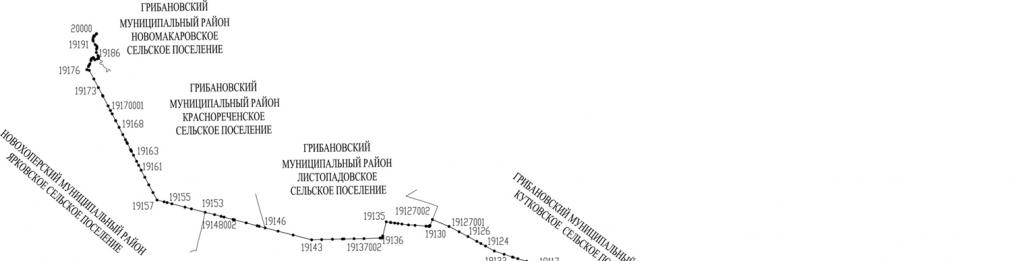 ГРИБАНОВСКИЙ
МУНИЦИПАЛЬНЫЙ РАЙОН
НОВОМАКАРОВСКОЕ
СЕЛЬСКОЕ ПОСЕЛЕНИЕ
20000
19191
19186
19176
19173
ГРИБАНОВСКИЙ
МУНИЦИПАЛЬНЫЙ РАЙОН
КРАСНОРЕЧЕНСКОЕ
СЕЛЬСКОЕ ПОСЕЛЕНИЕ
19170001
19168
19163
19161
НОВОХОПЕРСКИЙ МУНИЦИПАЛЬНЫЙ РАЙОН
ЯРКОВСКОЕ СЕЛЬСКОЕ ПОСЕЛЕНИЕ
ГРИБАНОВСКИЙ
МУНИЦИПАЛЬНЫЙ РАЙОН
ЛИСТОПАДОВСКОЕ
СЕЛЬСКОЕ ПОСЕЛЕНИЕ
19157
19155
19153
19148002
19146
19143
19137002
19136
19135
19127002
19130
19127001
19126
19124
ГРИБАНОВСКИЙ МУНИЦИПАЛЬНЫЙ
КУТКОВСКОЕ СЕЛЬСКОЕ ПО